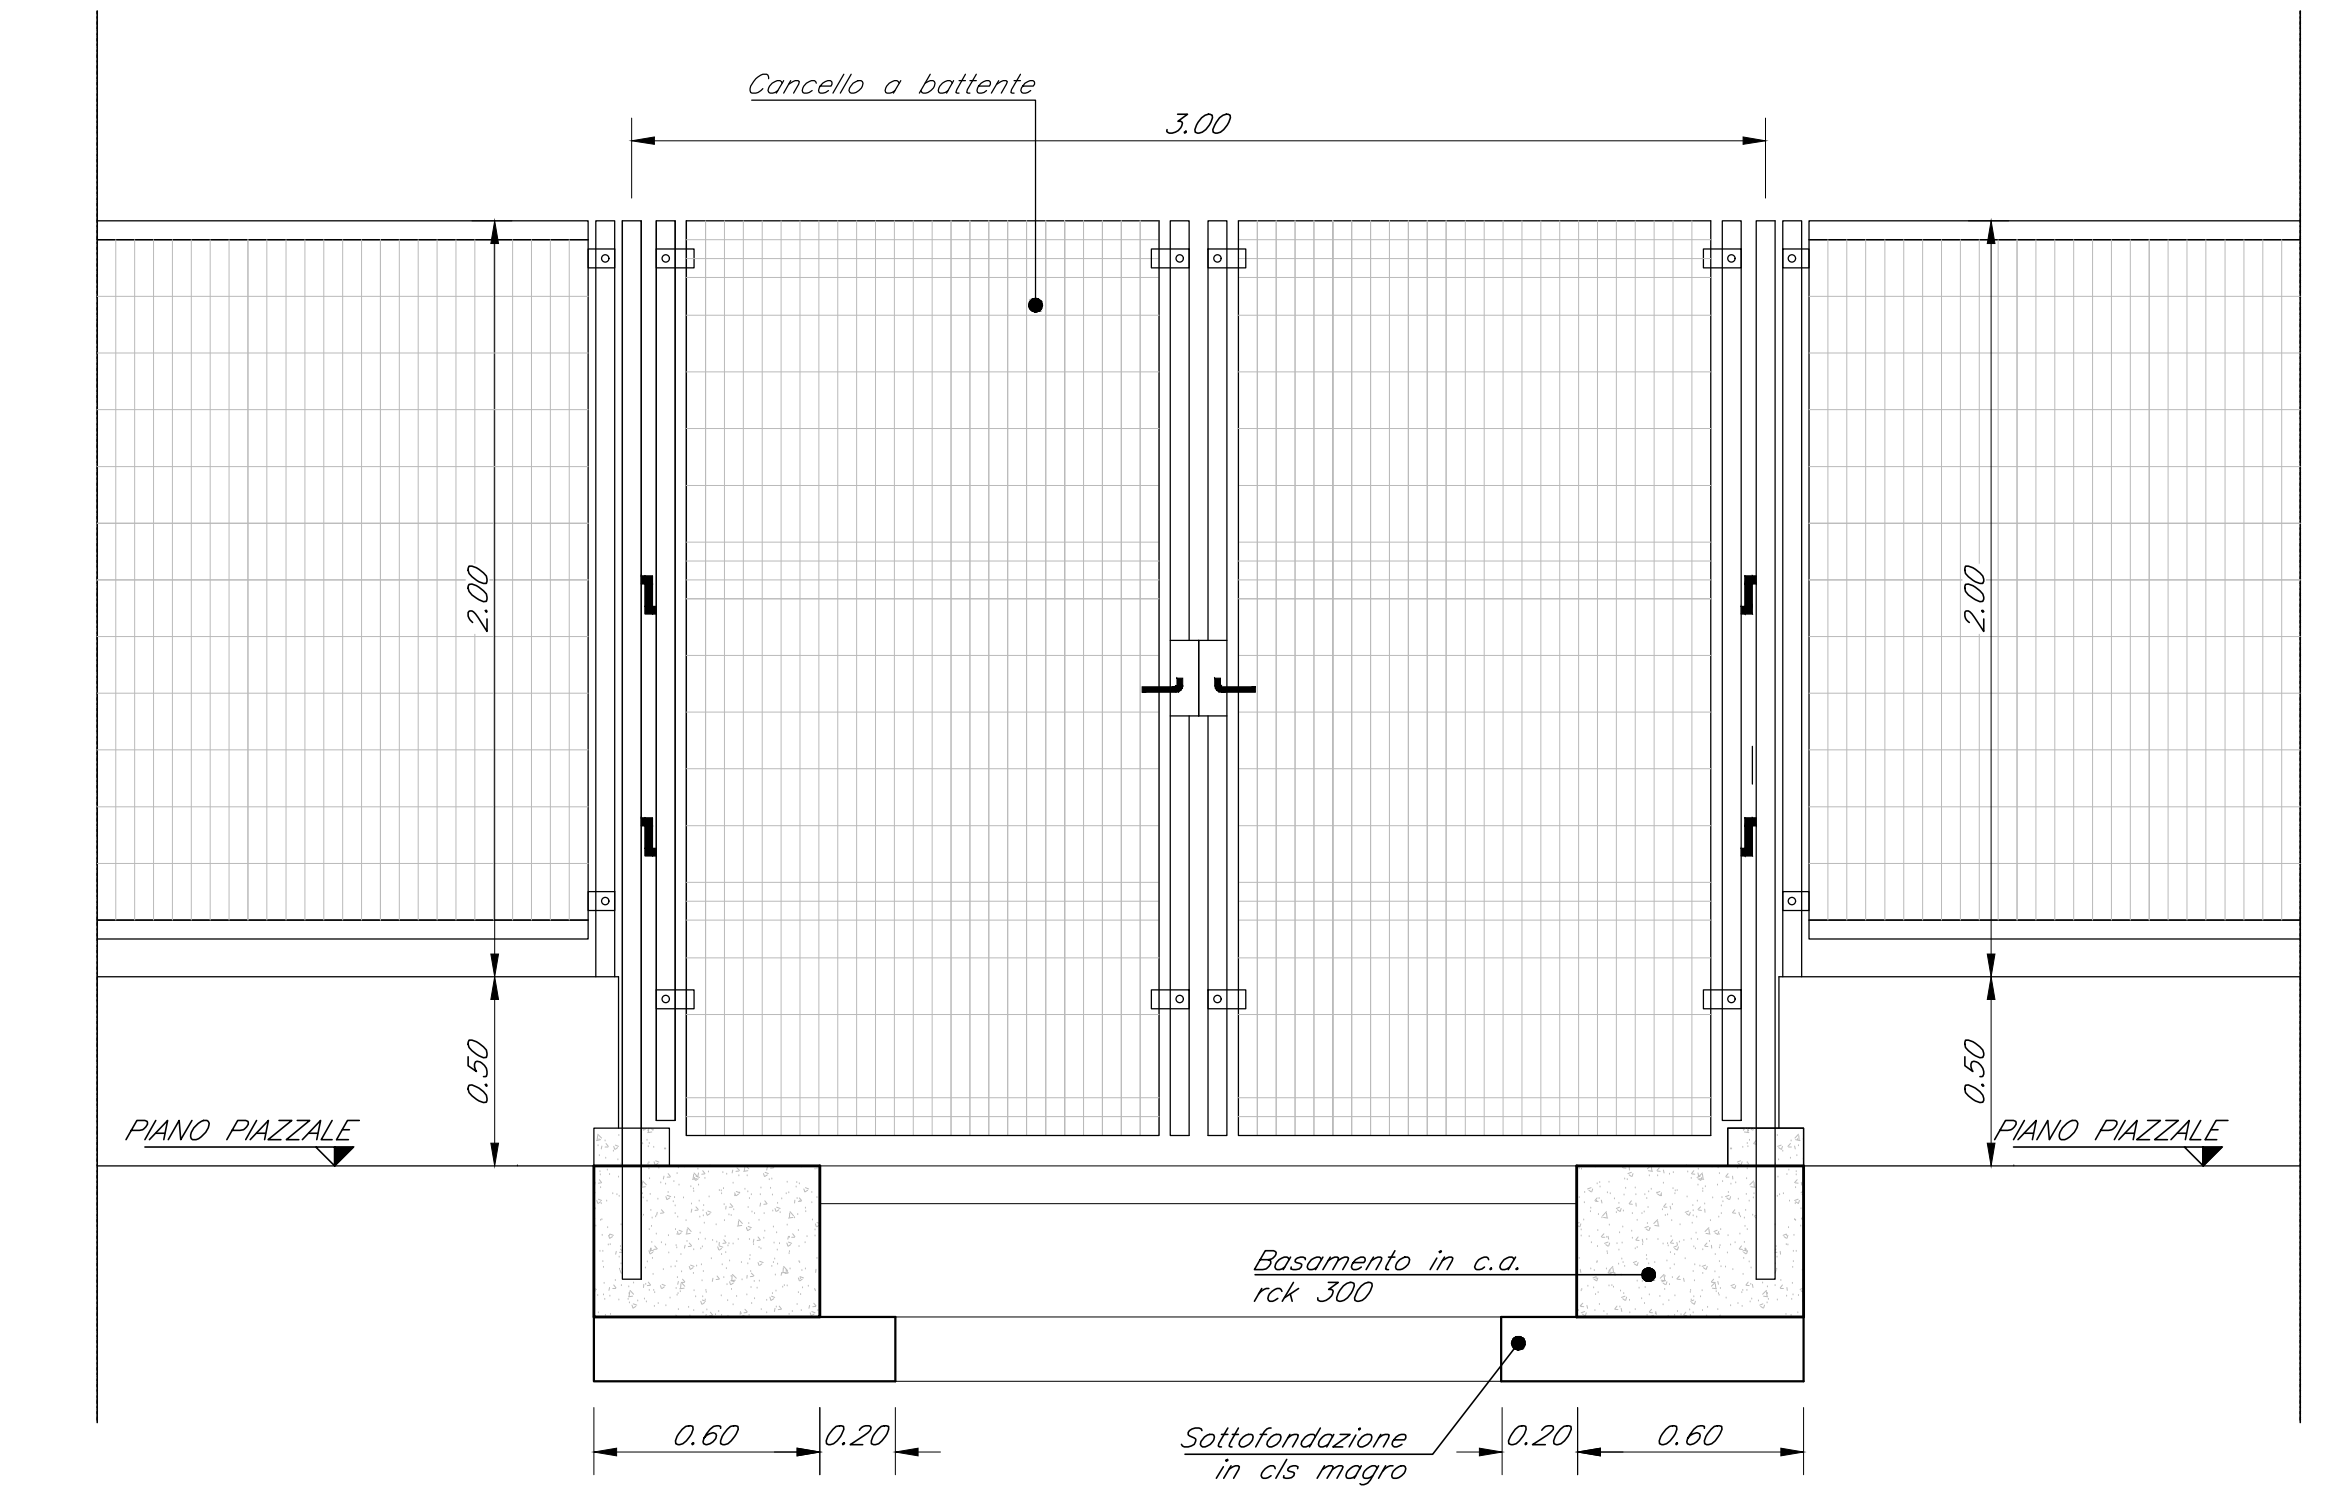 Cancello a battente
3.00
2.00
2.00
0.50
0.50
PIANO PIAZZALE
PIANO PIAZZALE
Basamento in c.a.
rck 300
0.60
0.20
Sottofondazione
in cls magro
0.20
0.60